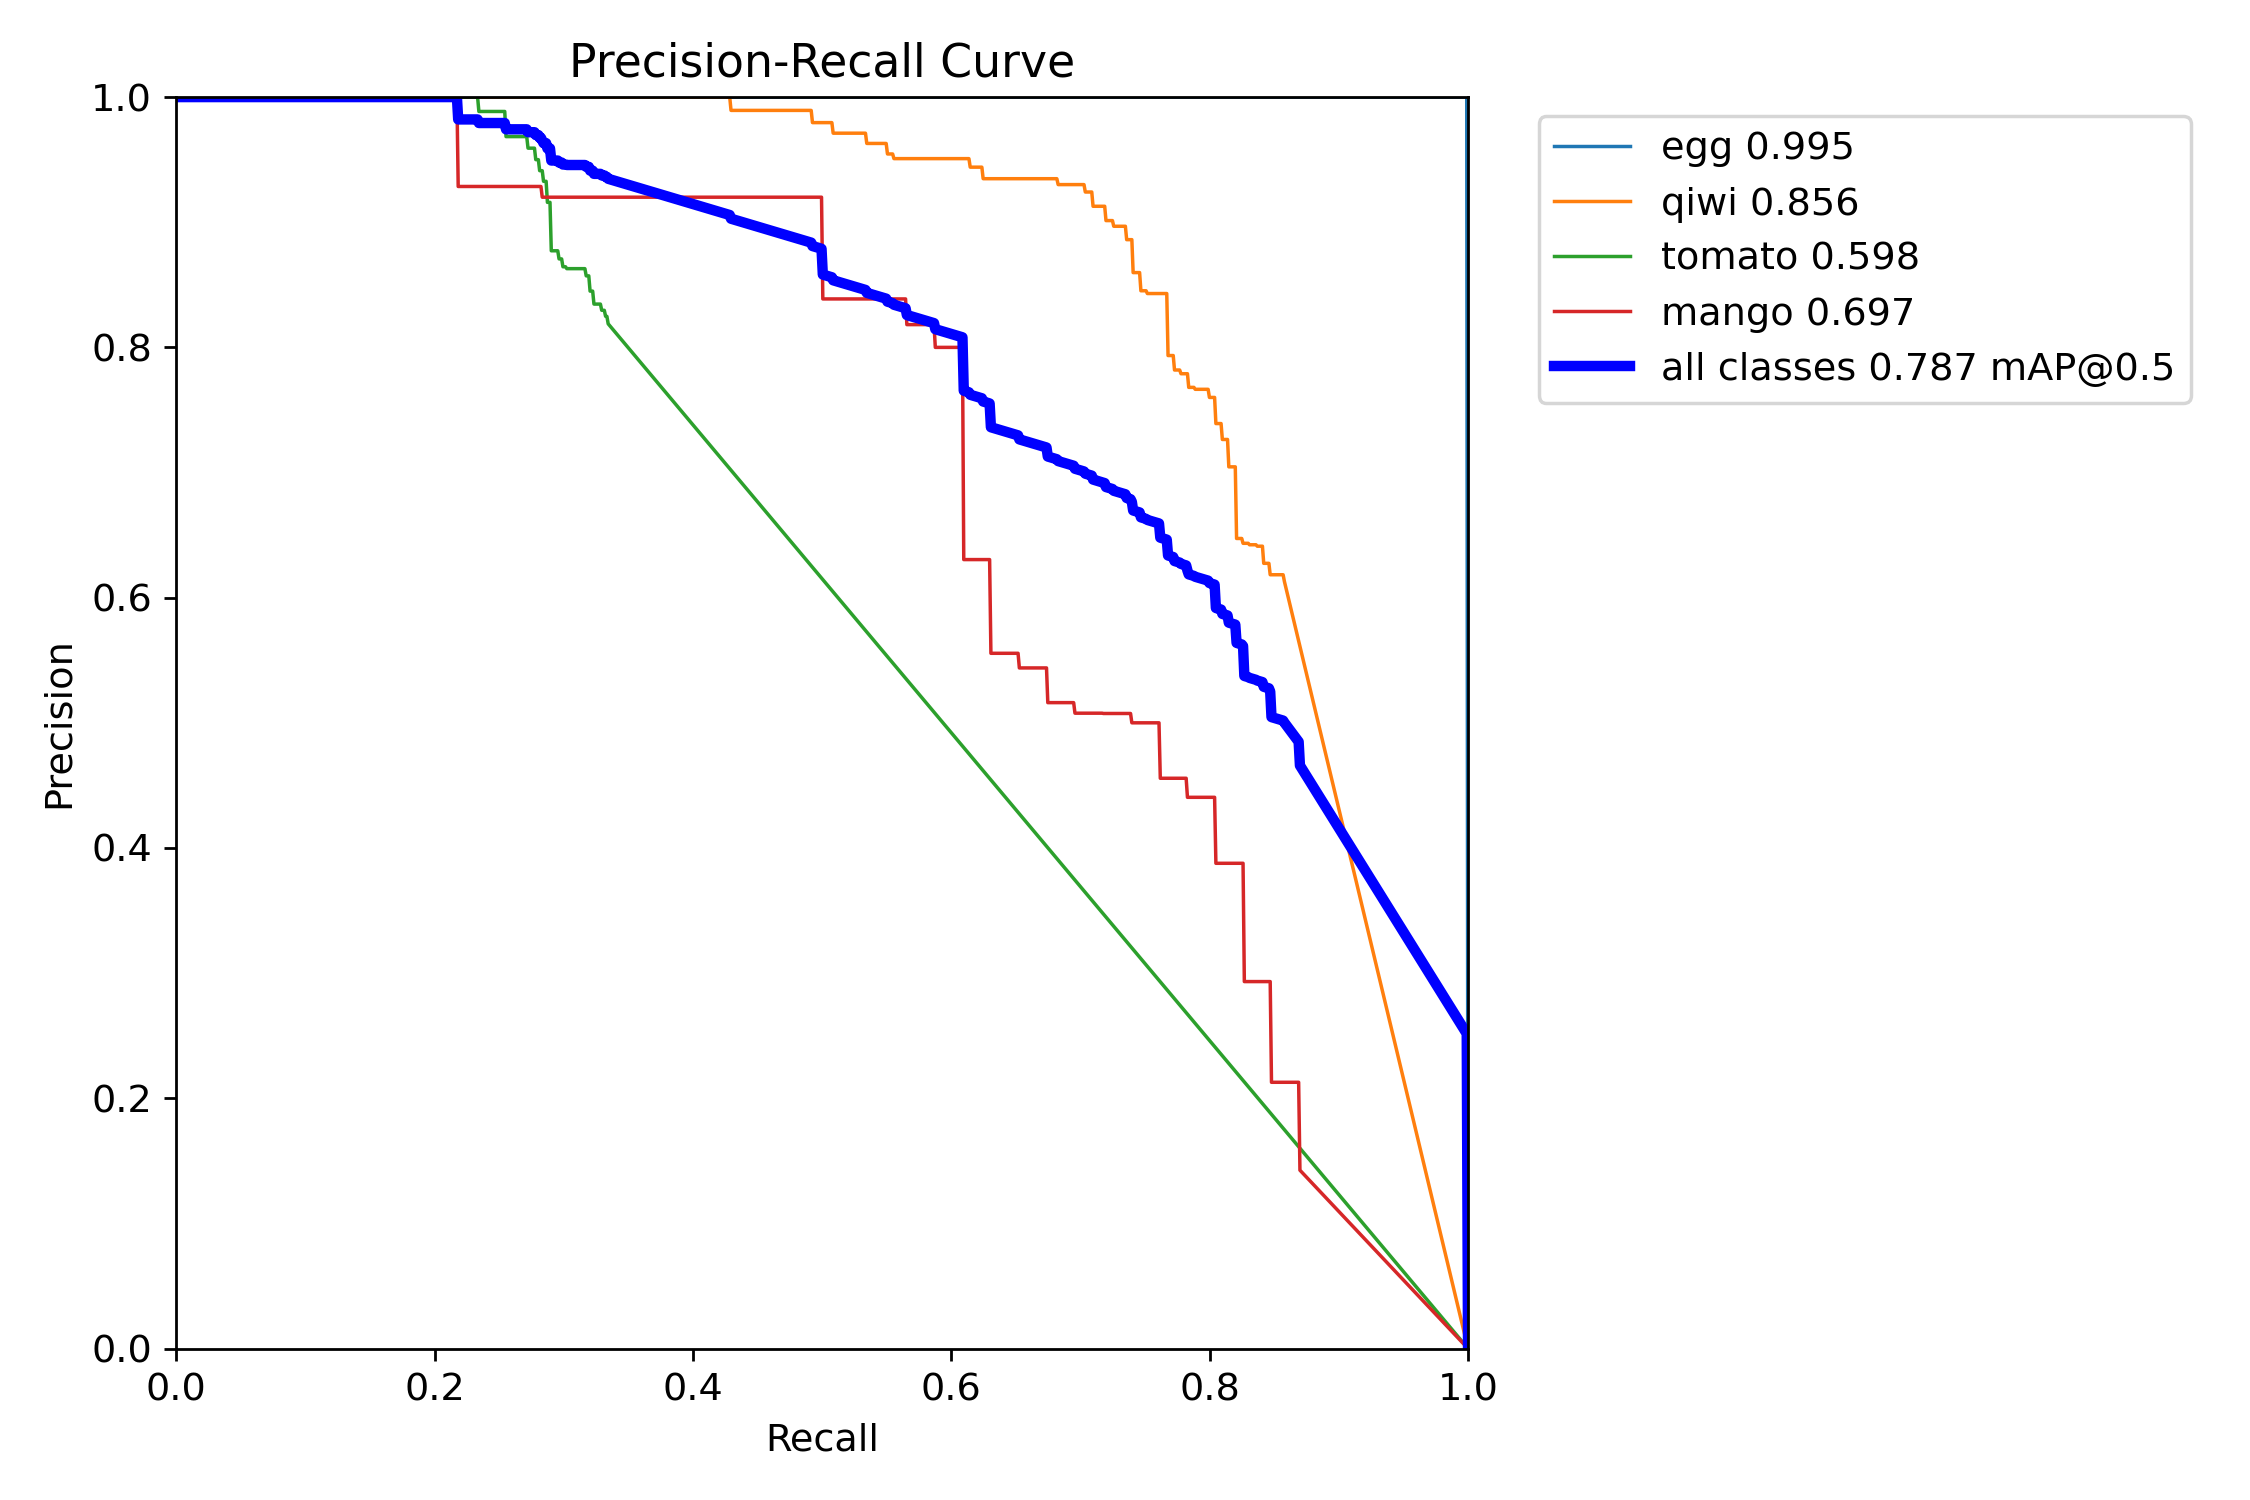 Precision-Recall Curve
1.0
0.8
0.6
0.4
0.2
0.0
Precision
0.0 0.2 0.4 0.6 0.8 1.0
Recall
egg 0.995
qiwi 0.856
tomato 0.598
mango 0.697
all classes 0.787 mAP@0.5